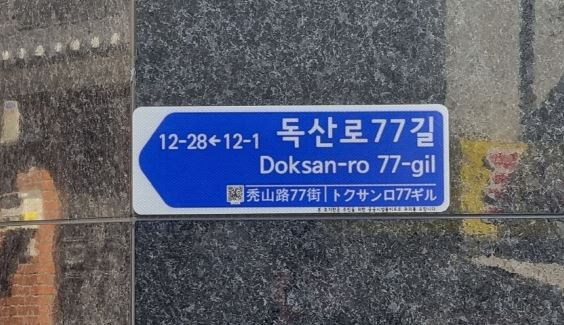 12-28←12-1 독산로77길
Doksan-ro 77-gil
秃山路77街 | トクサンロ77ギル